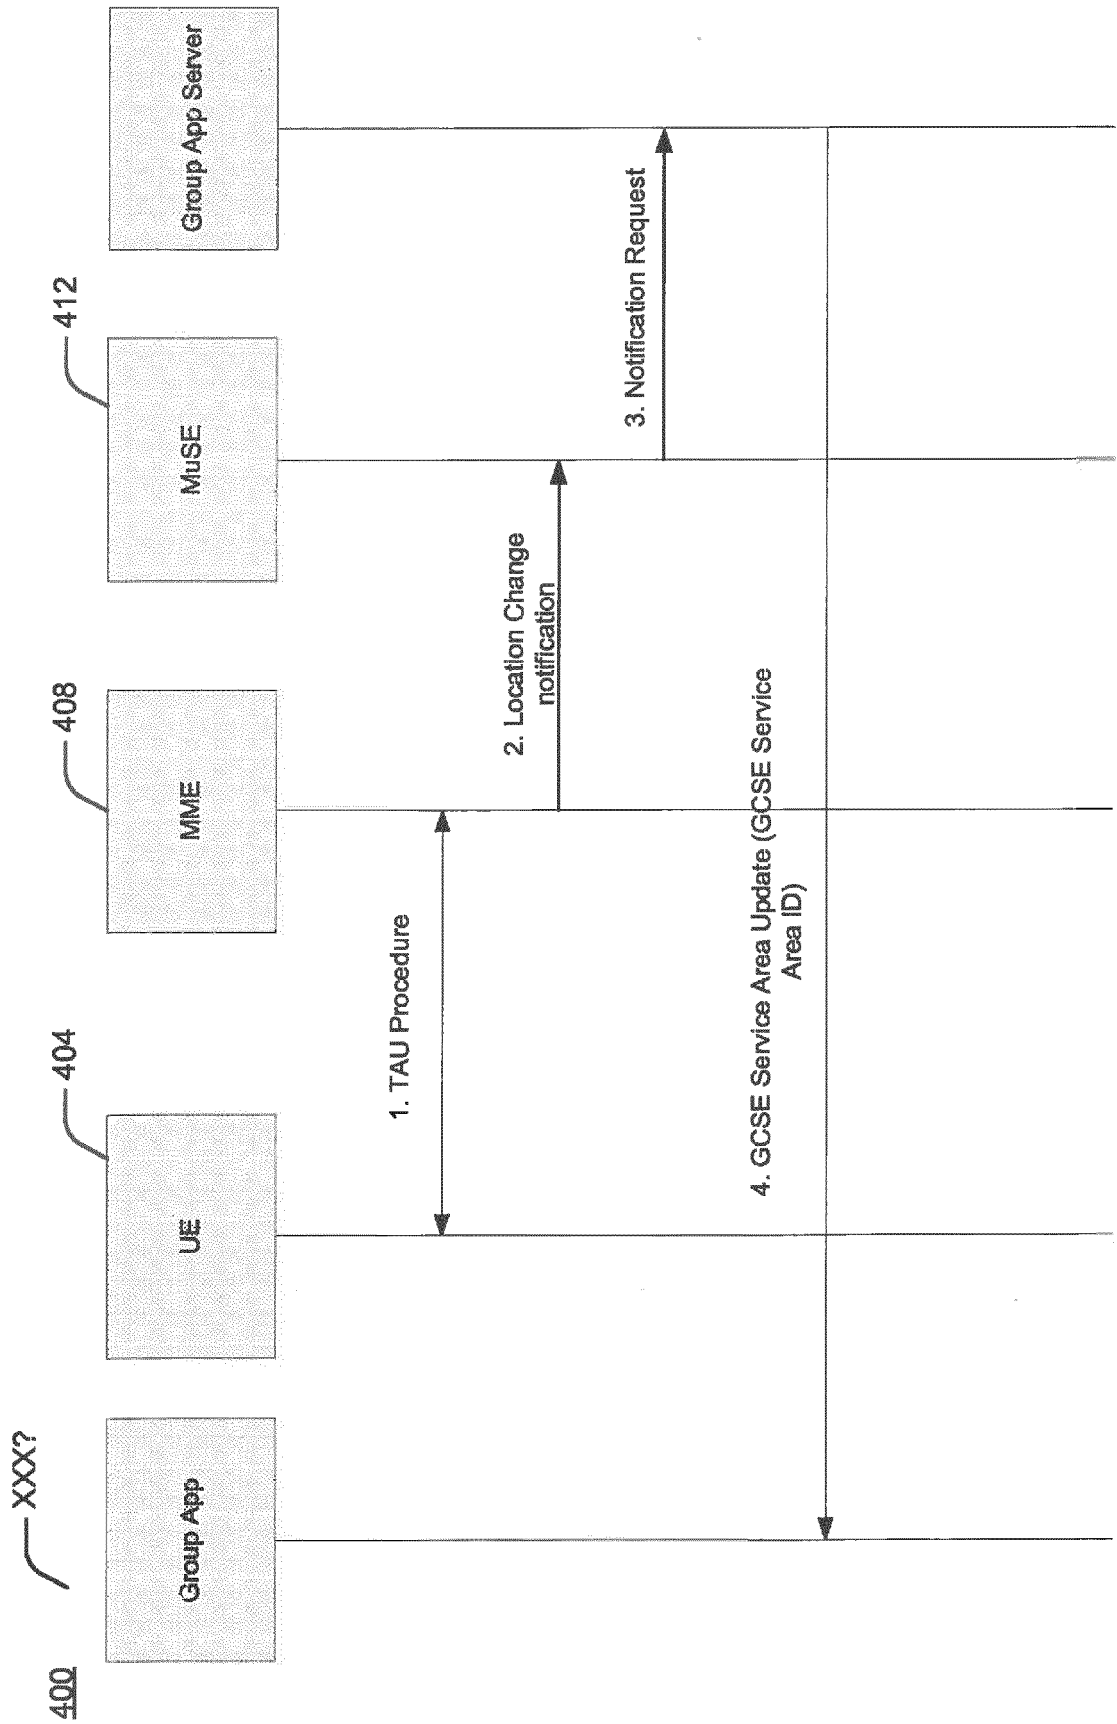 400
XXX?
404
408
412
Group App
UE
MME
MuSE
Group App Server
1. TAU Procedure
2. Location Change
notification
3. Notification Request
4. GCSE Service Area Update (GCSE Service
Area ID)